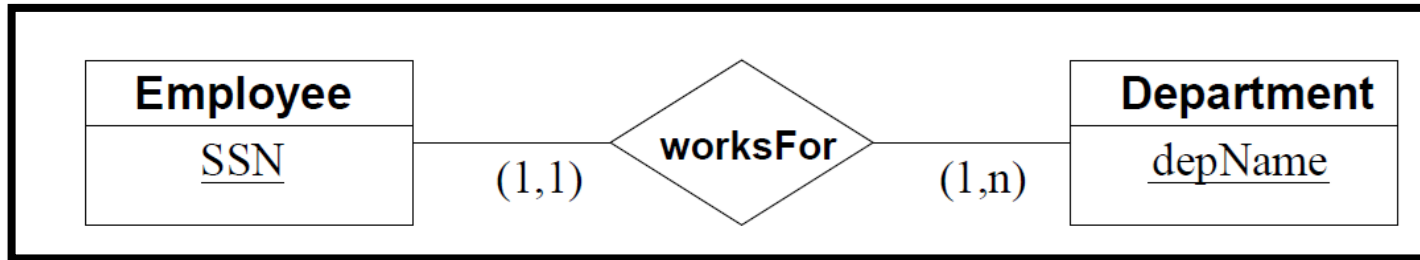 Employee
SSN
(1,1)
worksFor
(1,n)
Department
depName